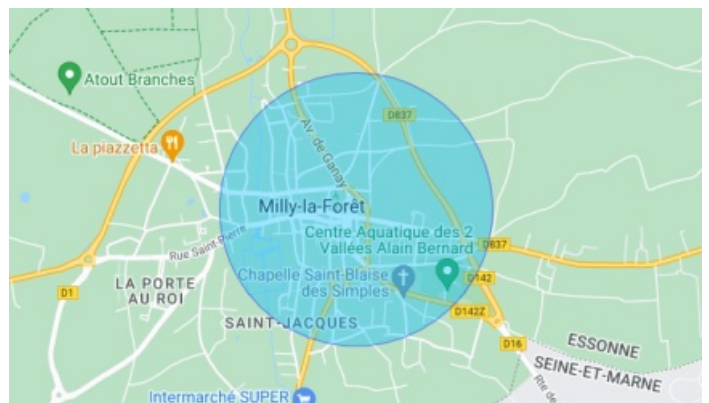 Atout Branches
D837
La piazzetta
Av. de Ganay
Milly-la-Forêt
Centre Aquatique des 2
Vallées Alain Bernard
D837
Rue Saint-Pierre
Chapelle Saint-Blaise
des Simples
D142
LA PORTE
AU ROI
D1
D142Z
SAINT-JACQUES
D16
ESSONNE
SEINE-ET-MARNE
Rte de
Intermarché SUPER